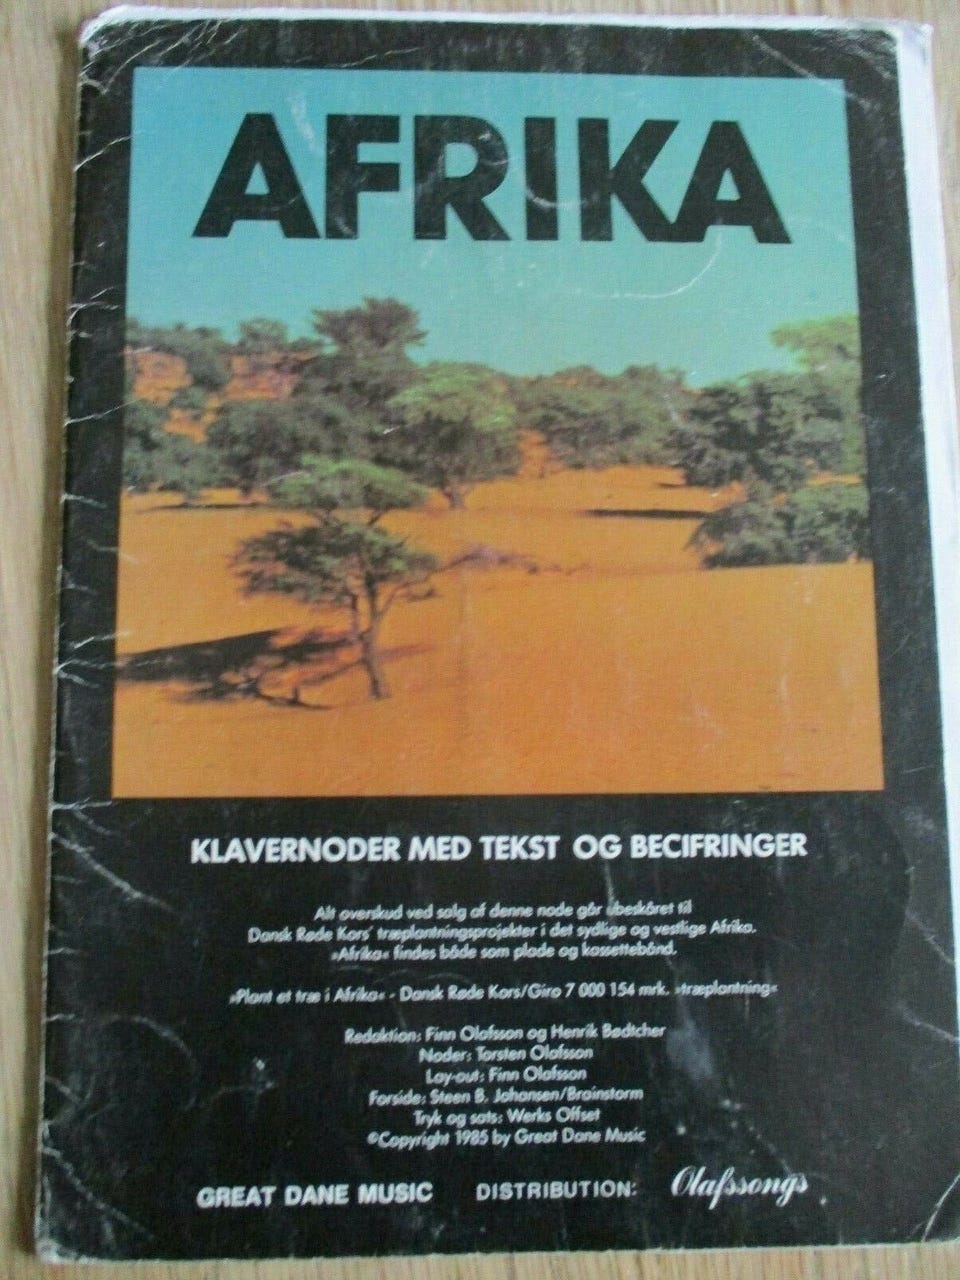 AFRIKA
KLAVERNODER MED TEKST OG BECIFRINGER
Alt overskud ved salg af denne node går ubeskåret til
Dansk Røde Kors' træplantningsprojekter i det sydlige og vestlige Afrika.
»Afrika« findes både som plade og kassettebånd.
»Plant et træ i Afrika« - Dansk Røde Kors/Giro 7 000 154 mrk. »træplantning«
Redaktion: Finn Olafsson og Henrik Bødtcher
Noder: Torsten Olafsson
Lay-out: Finn Olafsson
Forside: Steen B. Johansen/Brainstorm
Tryk og sats: Werks Offset
©Copyright 1985 by Great Dane Music
GREAT DANE MUSIC DISTRIBUTION: Olafssongs